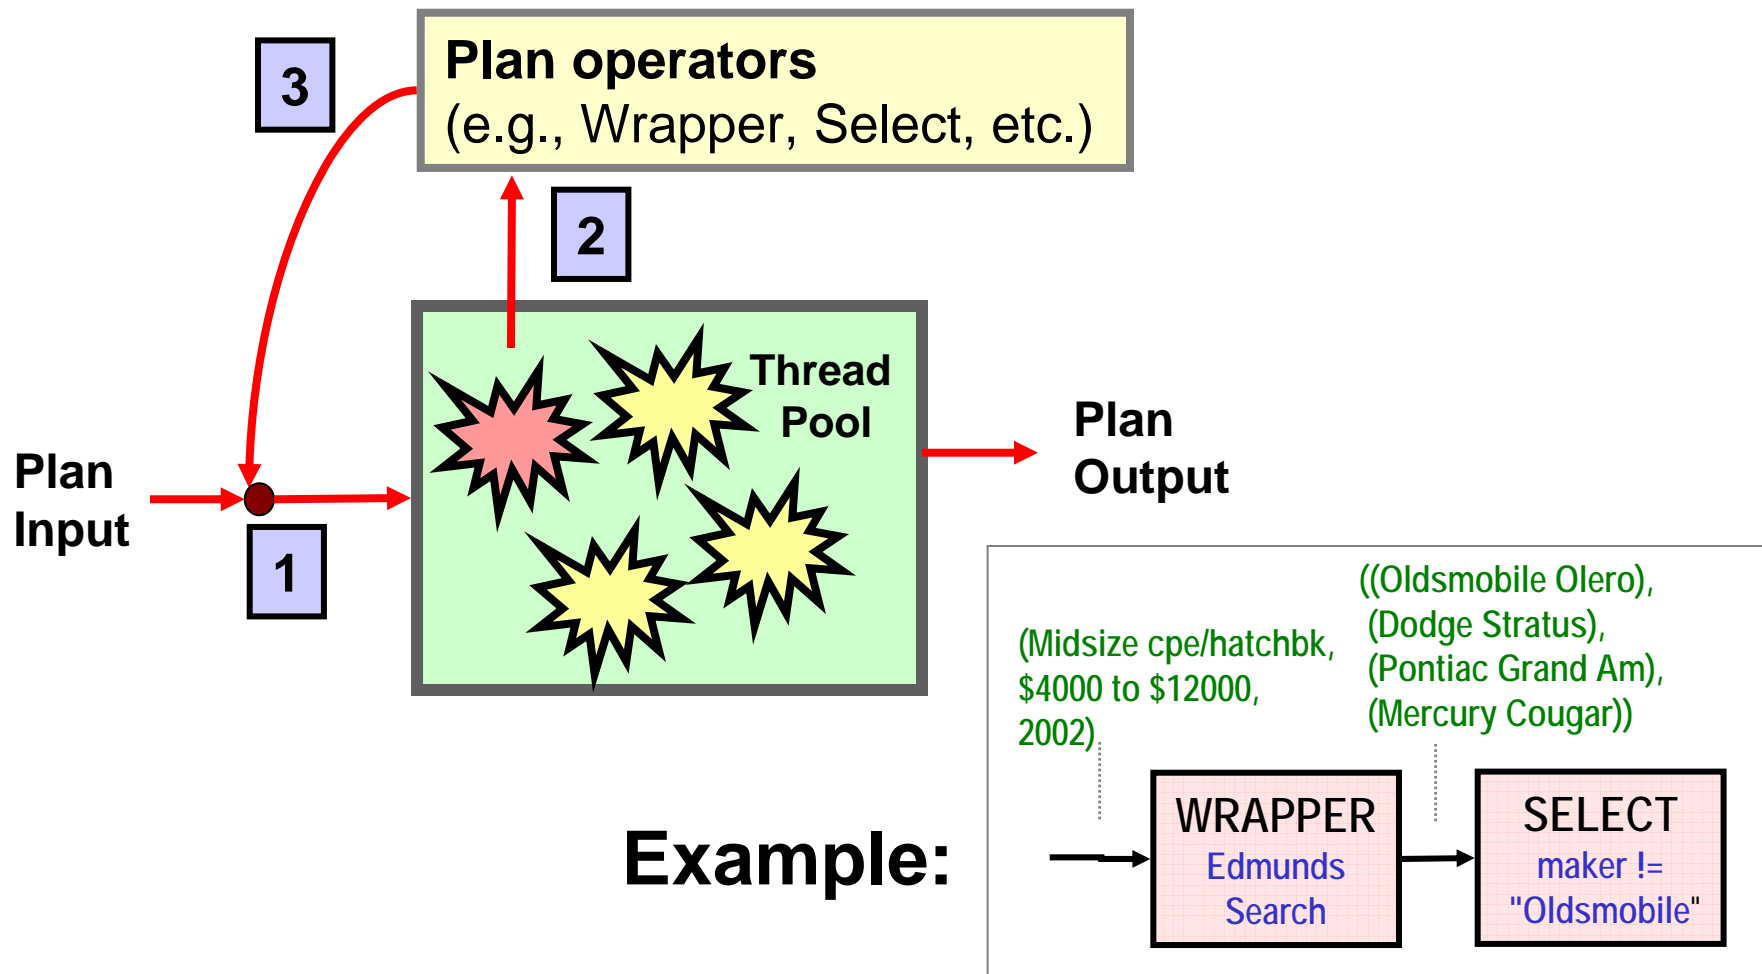 3
Plan operators
(e.g., Wrapper, Select, etc.)
2
Thread
Pool
Plan
Input
1
Plan
Output
Example:
(Midsize cpe/hatchbk,
$4000 to $12000,
2002)
((Oldsmobile Olero),
(Dodge Stratus),
(Pontiac Grand Am),
(Mercury Cougar))
WRAPPER
Edmunds
Search
SELECT
maker !=
"Oldsmobile"